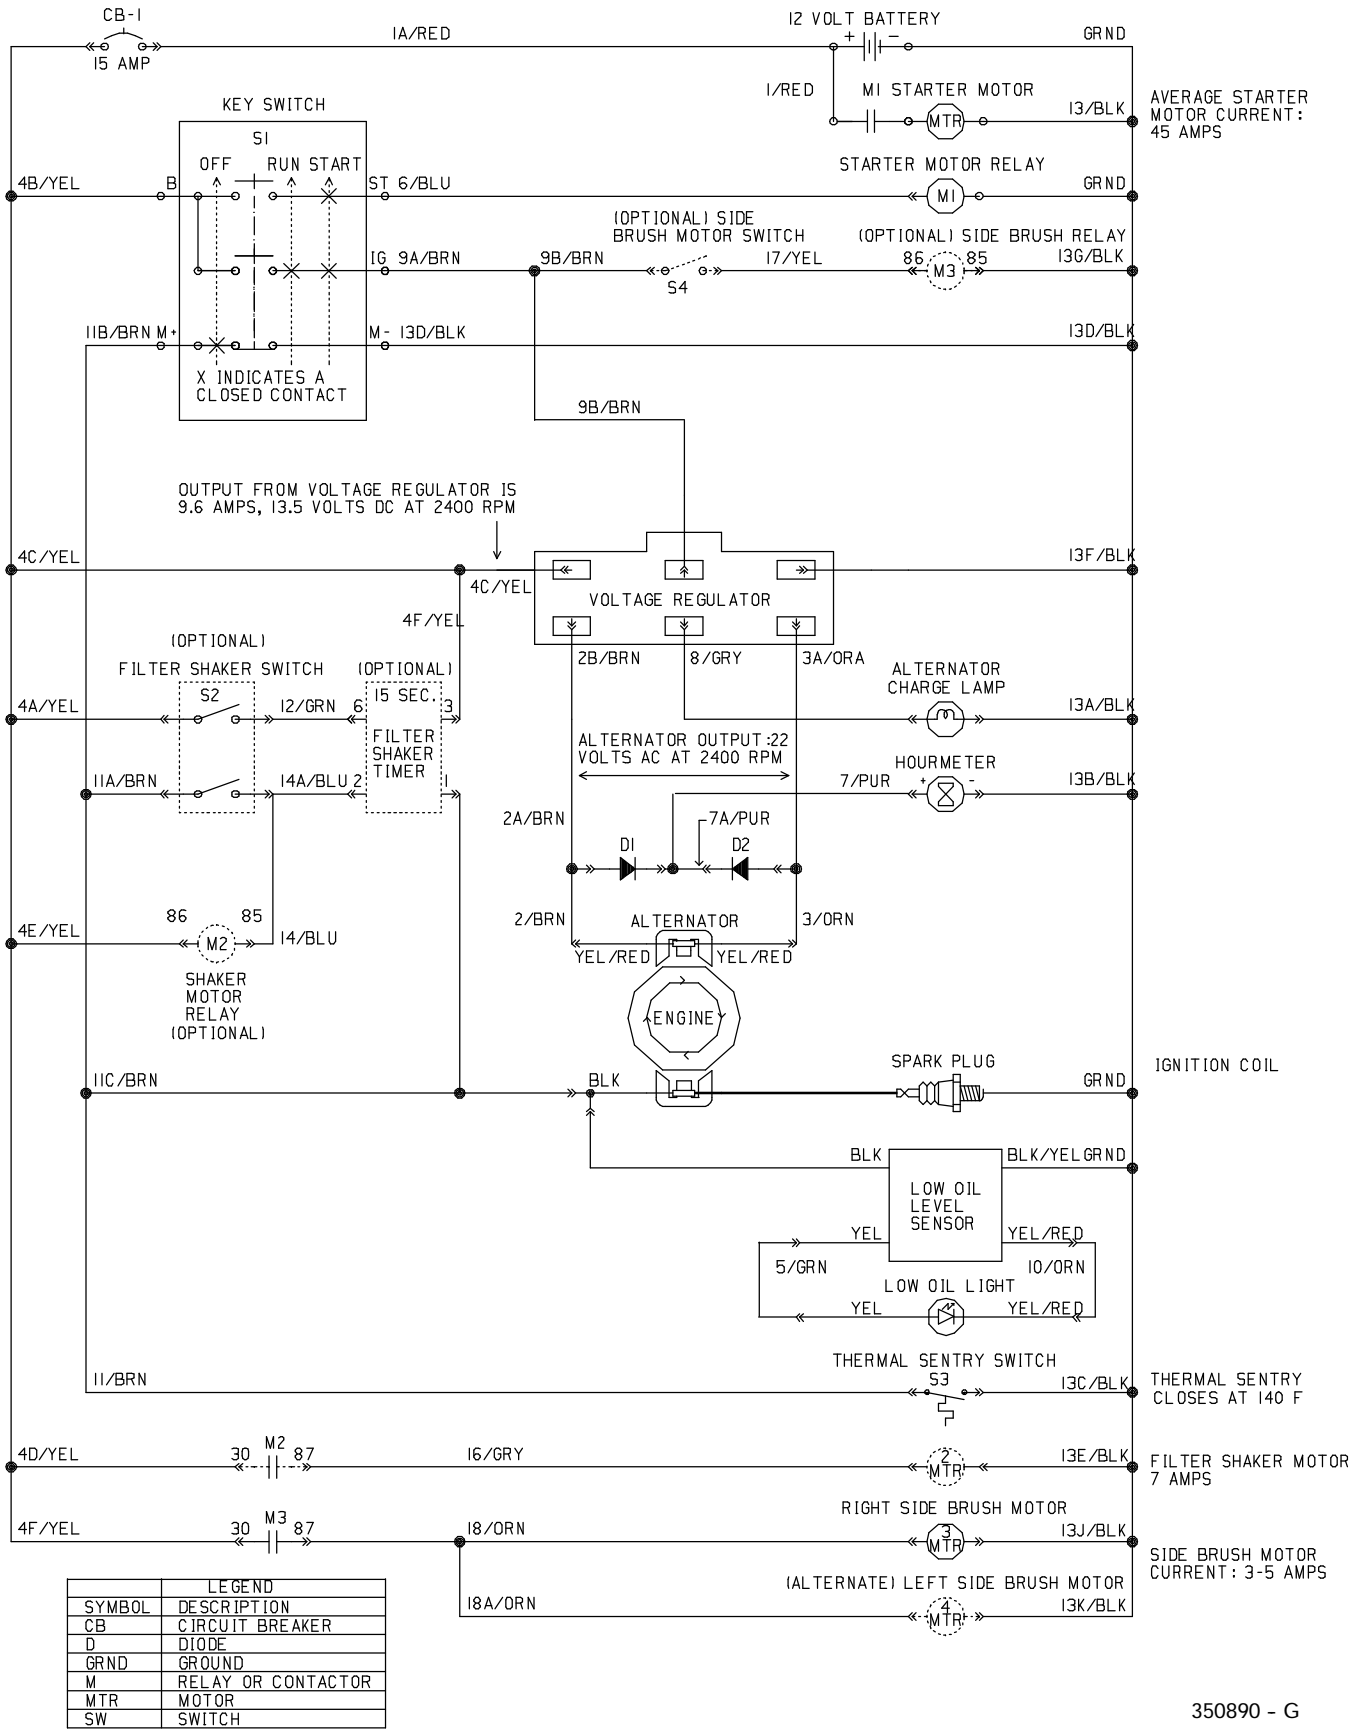 CB-1
15 AMP
1A/RED
12 VOLT BATTERY
+ -
GRND
1/RED
M1 STARTER MOTOR
MTR
13/BLK
AVERAGE STARTER
MOTOR CURRENT:
45 AMPS
KEY SWITCH
S1
OFF RUN START
4B/YEL
B
ST 6/BLU
STARTER MOTOR RELAY
M1
GRND
(OPTIONAL) SIDE
BRUSH MOTOR SWITCH
(OPTIONAL) SIDE BRUSH RELAY
IG 9A/BRN
9B/BRN
S4
17/YEL
86 M3 85
13G/BLK
11B/BRN M+
M- 13D/BLK
13D/BLK
X INDICATES A
CLOSED CONTACT
9B/BRN
OUTPUT FROM VOLTAGE REGULATOR IS
9.6 AMPS, 13.5 VOLTS DC AT 2400 RPM
4C/YEL
4C/YEL
13F/BLK
VOLTAGE REGULATOR
4F/YEL
(OPTIONAL)
FILTER SHAKER SWITCH
S2
(OPTIONAL)
15 SEC.
FILTER
SHAKER
TIMER
2B/BRN
8/GRY
3A/ORA
ALTERNATOR
CHARGE LAMP
4A/YEL
12/GRN 6
3
13A/BLK
ALTERNATOR OUTPUT :22
VOLTS AC AT 2400 RPM
HOURMETER
+ -
11A/BRN
14A/BLU 2
1
7/PUR
13B/BLK
2A/BRN
7A/PUR
D1
D2
86 85
4E/YEL
M2
14/BLU
2/BRN
ALTERNATOR
3/ORN
YEL/RED
YEL/RED
SHAKER
MOTOR
RELAY
(OPTIONAL)
ENGINE
SPARK PLUG
IGNITION COIL
11C/BRN
BLK
GRND
BLK
BLK/YEL GRND
LOW OIL
LEVEL
SENSOR
YEL
YEL/RED
5/GRN
10/ORN
LOW OIL LIGHT
YEL
YEL/RED
THERMAL SENTRY SWITCH
11/BRN
S3
13C/BLK
THERMAL SENTRY
CLOSES AT 140 F
4D/YEL
30 M2 87
16/GRY
2
MTR
13E/BLK
FILTER SHAKER MOTOR
7 AMPS
RIGHT SIDE BRUSH MOTOR
4F/YEL
30 M3 87
18/ORN
3
MTR
13J/BLK
SIDE BRUSH MOTOR
CURRENT: 3-5 AMPS
(ALTERNATE) LEFT SIDE BRUSH MOTOR
18A/ORN
4
MTR
13K/BLK
LEGEND
SYMBOL DESCRIPTION
CB CIRCUIT BREAKER
D DIODE
GRND GROUND
M RELAY OR CONTACTOR
MTR MOTOR
SW SWITCH
350890 - G